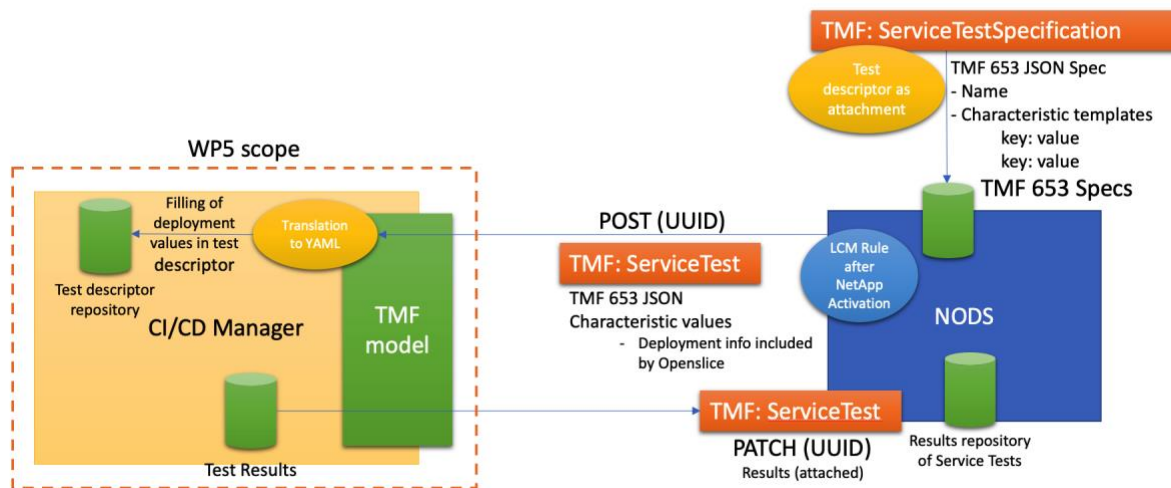 TMF: ServiceTestSpecification
Test
descriptor as
attachment
TMF 653 JSON Spec
- Name
- Characteristic templates
key: value
key: value
TMF 653 Specs
WP5 scope
Filling of
deployment
values in test
descriptor
Translation
to YAML
Test descriptor
repository
CI/CD Manager
TMF
model
Test Results
POST (UUID)
TMF: ServiceTest
TMF 653 JSON
Characteristic values
- Deployment info included
by Openslice
LCM Rule
after
NetApp
Activation
NODS
TMF: ServiceTest
PATCH (UUID)
Results (attached)
Results repository
of Service Tests